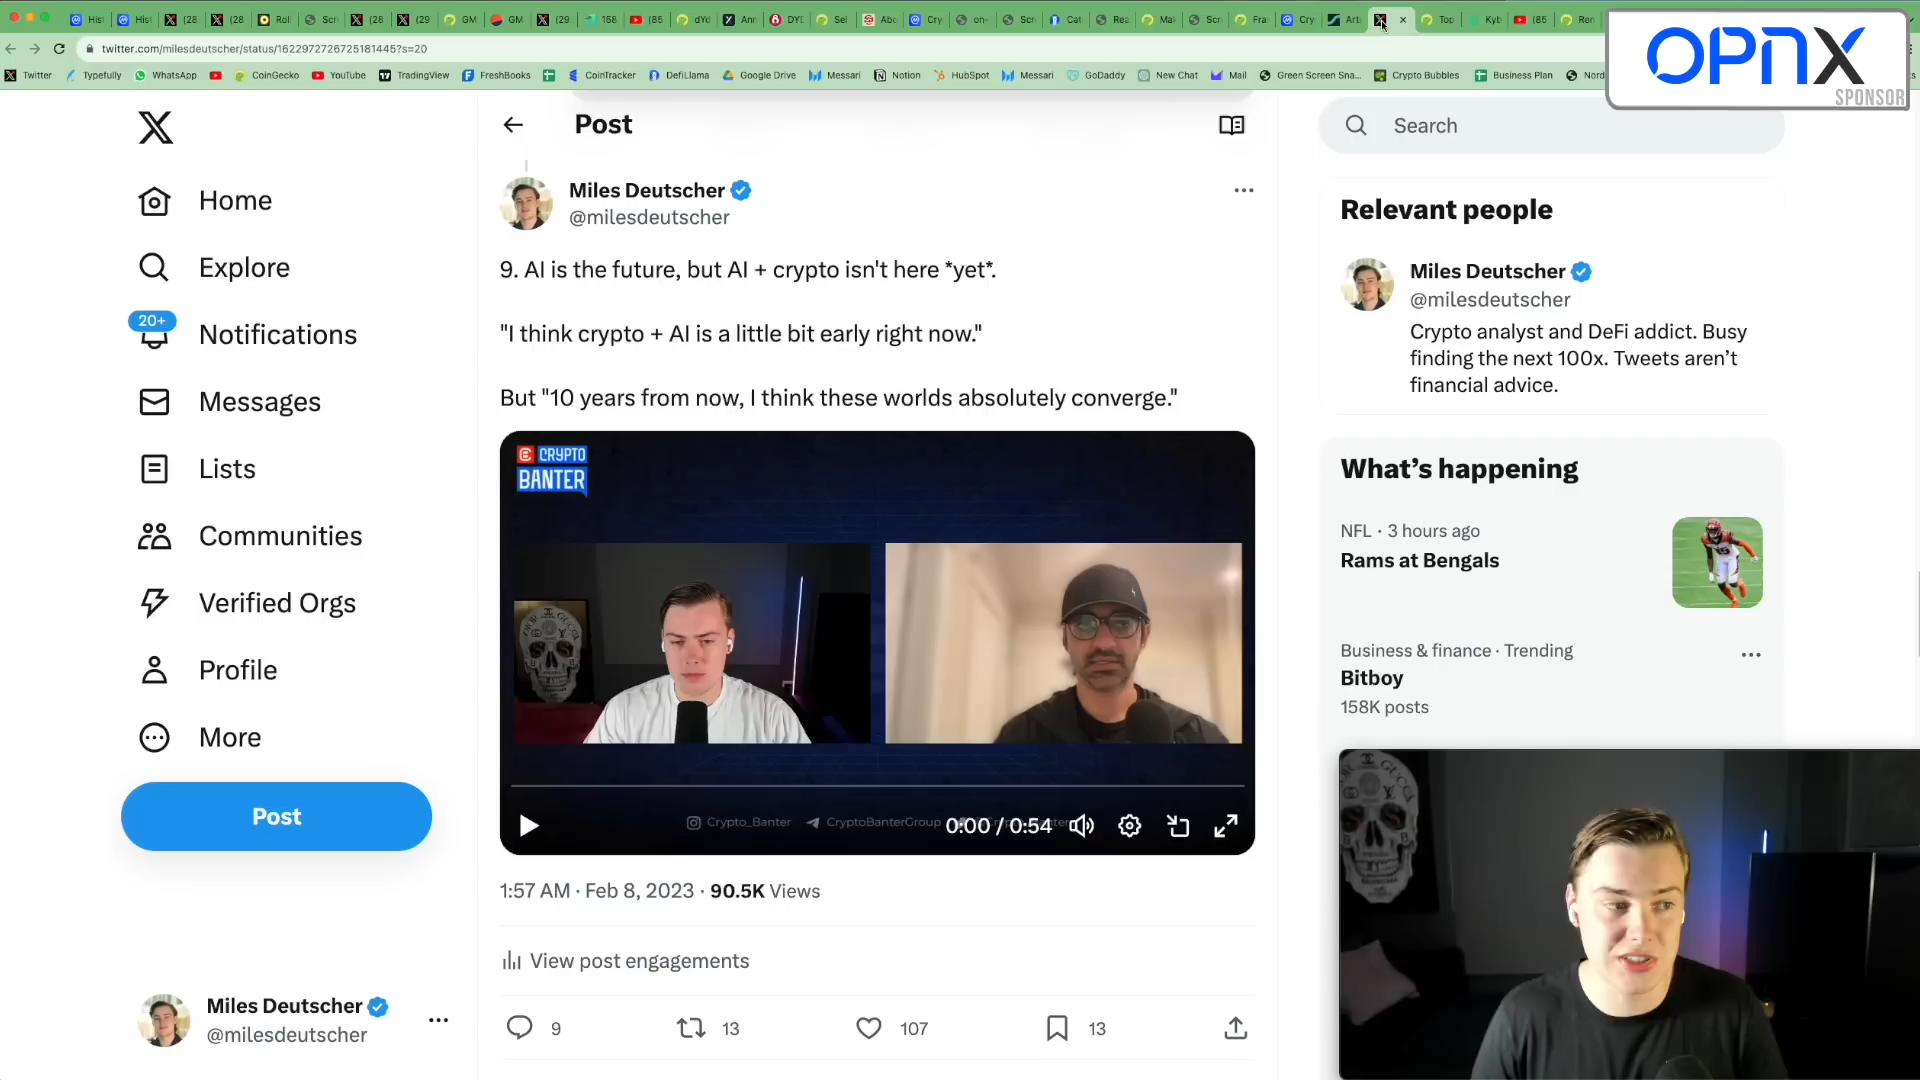 twitter.com/milesdeutscher/status/1622972726725181445?s=20
Twitter Typefully WhatsApp CoinGecko YouTube TradingView FreshBooks CoinTracker DefiLlama Google Drive Messari Notion HubSpot Messari GoDaddy New Chat Mail Green Screen Sna... Crypto Bubbles Business Plan Nord
OPNX
SPONSOR
X
Home
Explore
20+
Notifications
Messages
Lists
Communities
Verified Orgs
Profile
More
Post
Miles Deutscher
@milesdeutscher
Post
Miles Deutscher
@milesdeutscher
9. AI is the future, but AI + crypto isn't here *yet*.
"I think crypto + AI is a little bit early right now."
But "10 years from now, I think these worlds absolutely converge."
CRYPTO
BANTER
Crypto_Banter CryptoBanterGroup
0:00 / 0:54
1:57 AM · Feb 8, 2023 · 90.5K Views
View post engagements
9 13 107 13
Search
Relevant people
Miles Deutscher
@milesdeutscher
Crypto analyst and DeFi addict. Busy
finding the next 100x. Tweets aren't
financial advice.
What's happening
NFL · 3 hours ago
Rams at Bengals
Business & finance · Trending
Bitboy
158K posts